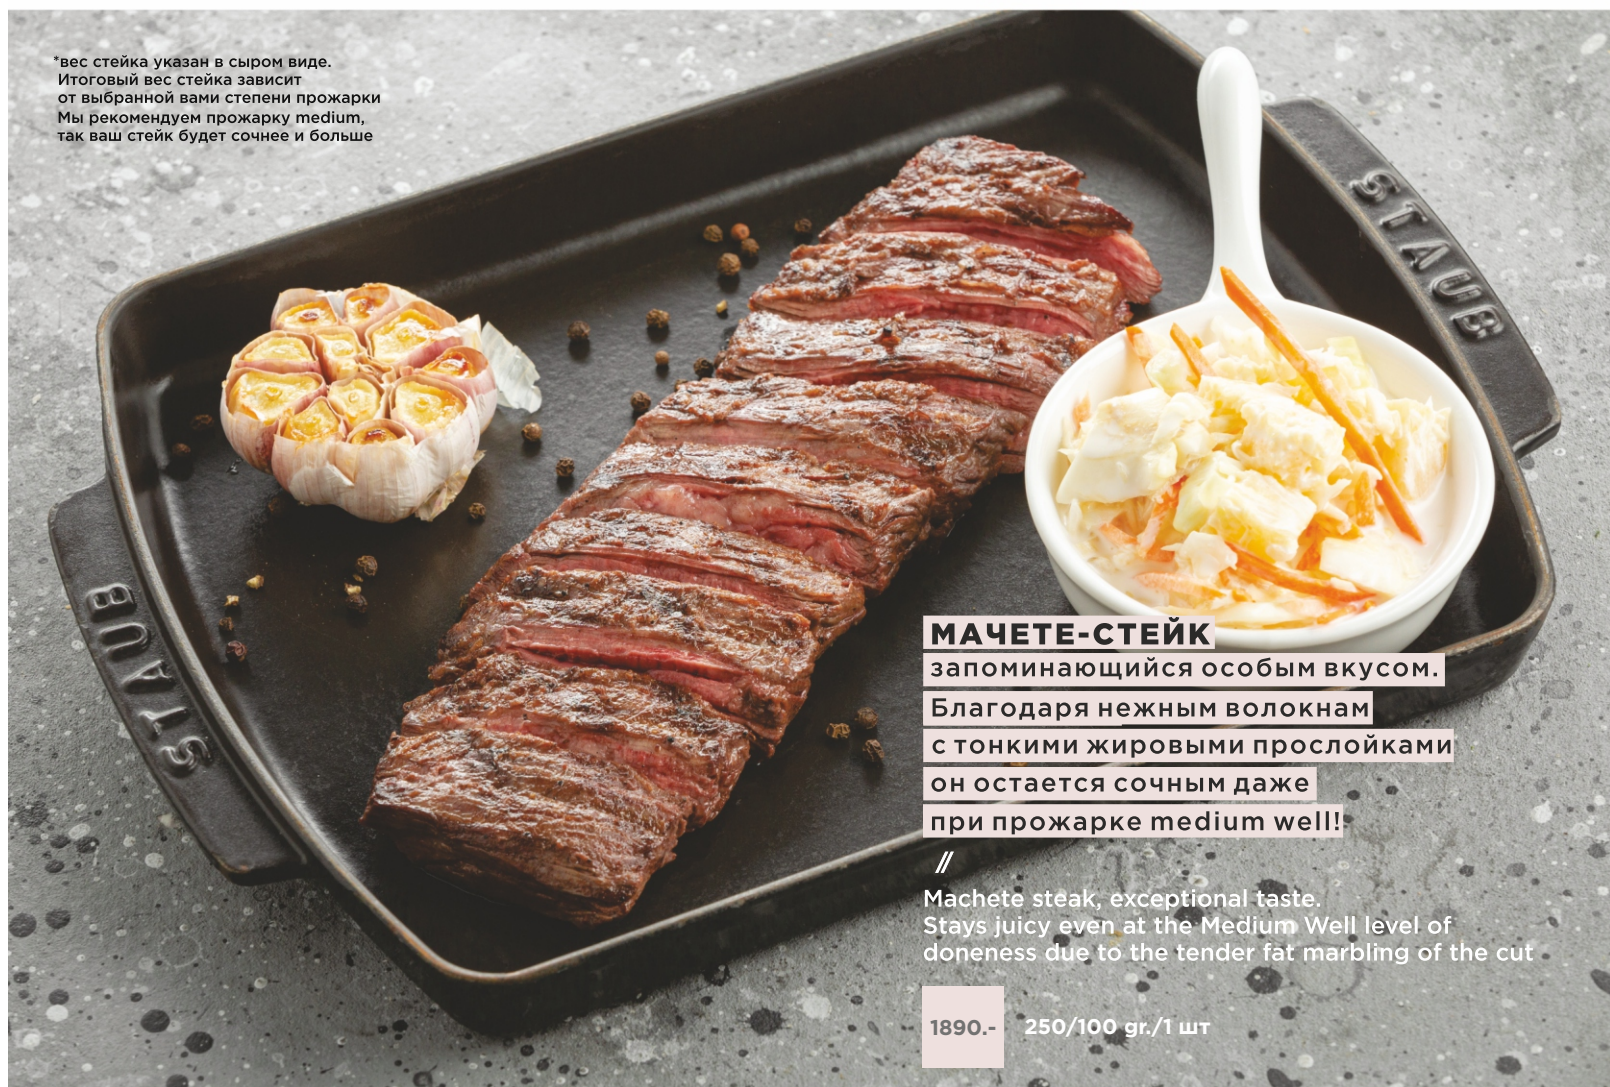 *вес стейка указан в сыром виде.
Итоговый вес стейка зависит
от выбранной вами степени прожарки
Мы рекомендуем прожарку medium,
так ваш стейк будет сочнее и больше
STAUB
STAUB
МАЧЕТЕ-СТЕЙК
запоминающийся особым вкусом.
Благодаря нежным волокнам
с тонкими жировыми прослойками
он остается сочным даже
при прожарке medium well!
//
Machete steak, exceptional taste.
Stays juicy even at the Medium Well level of
doneness due to the tender fat marbling of the cut
1890.- 250/100 gr./1 шт